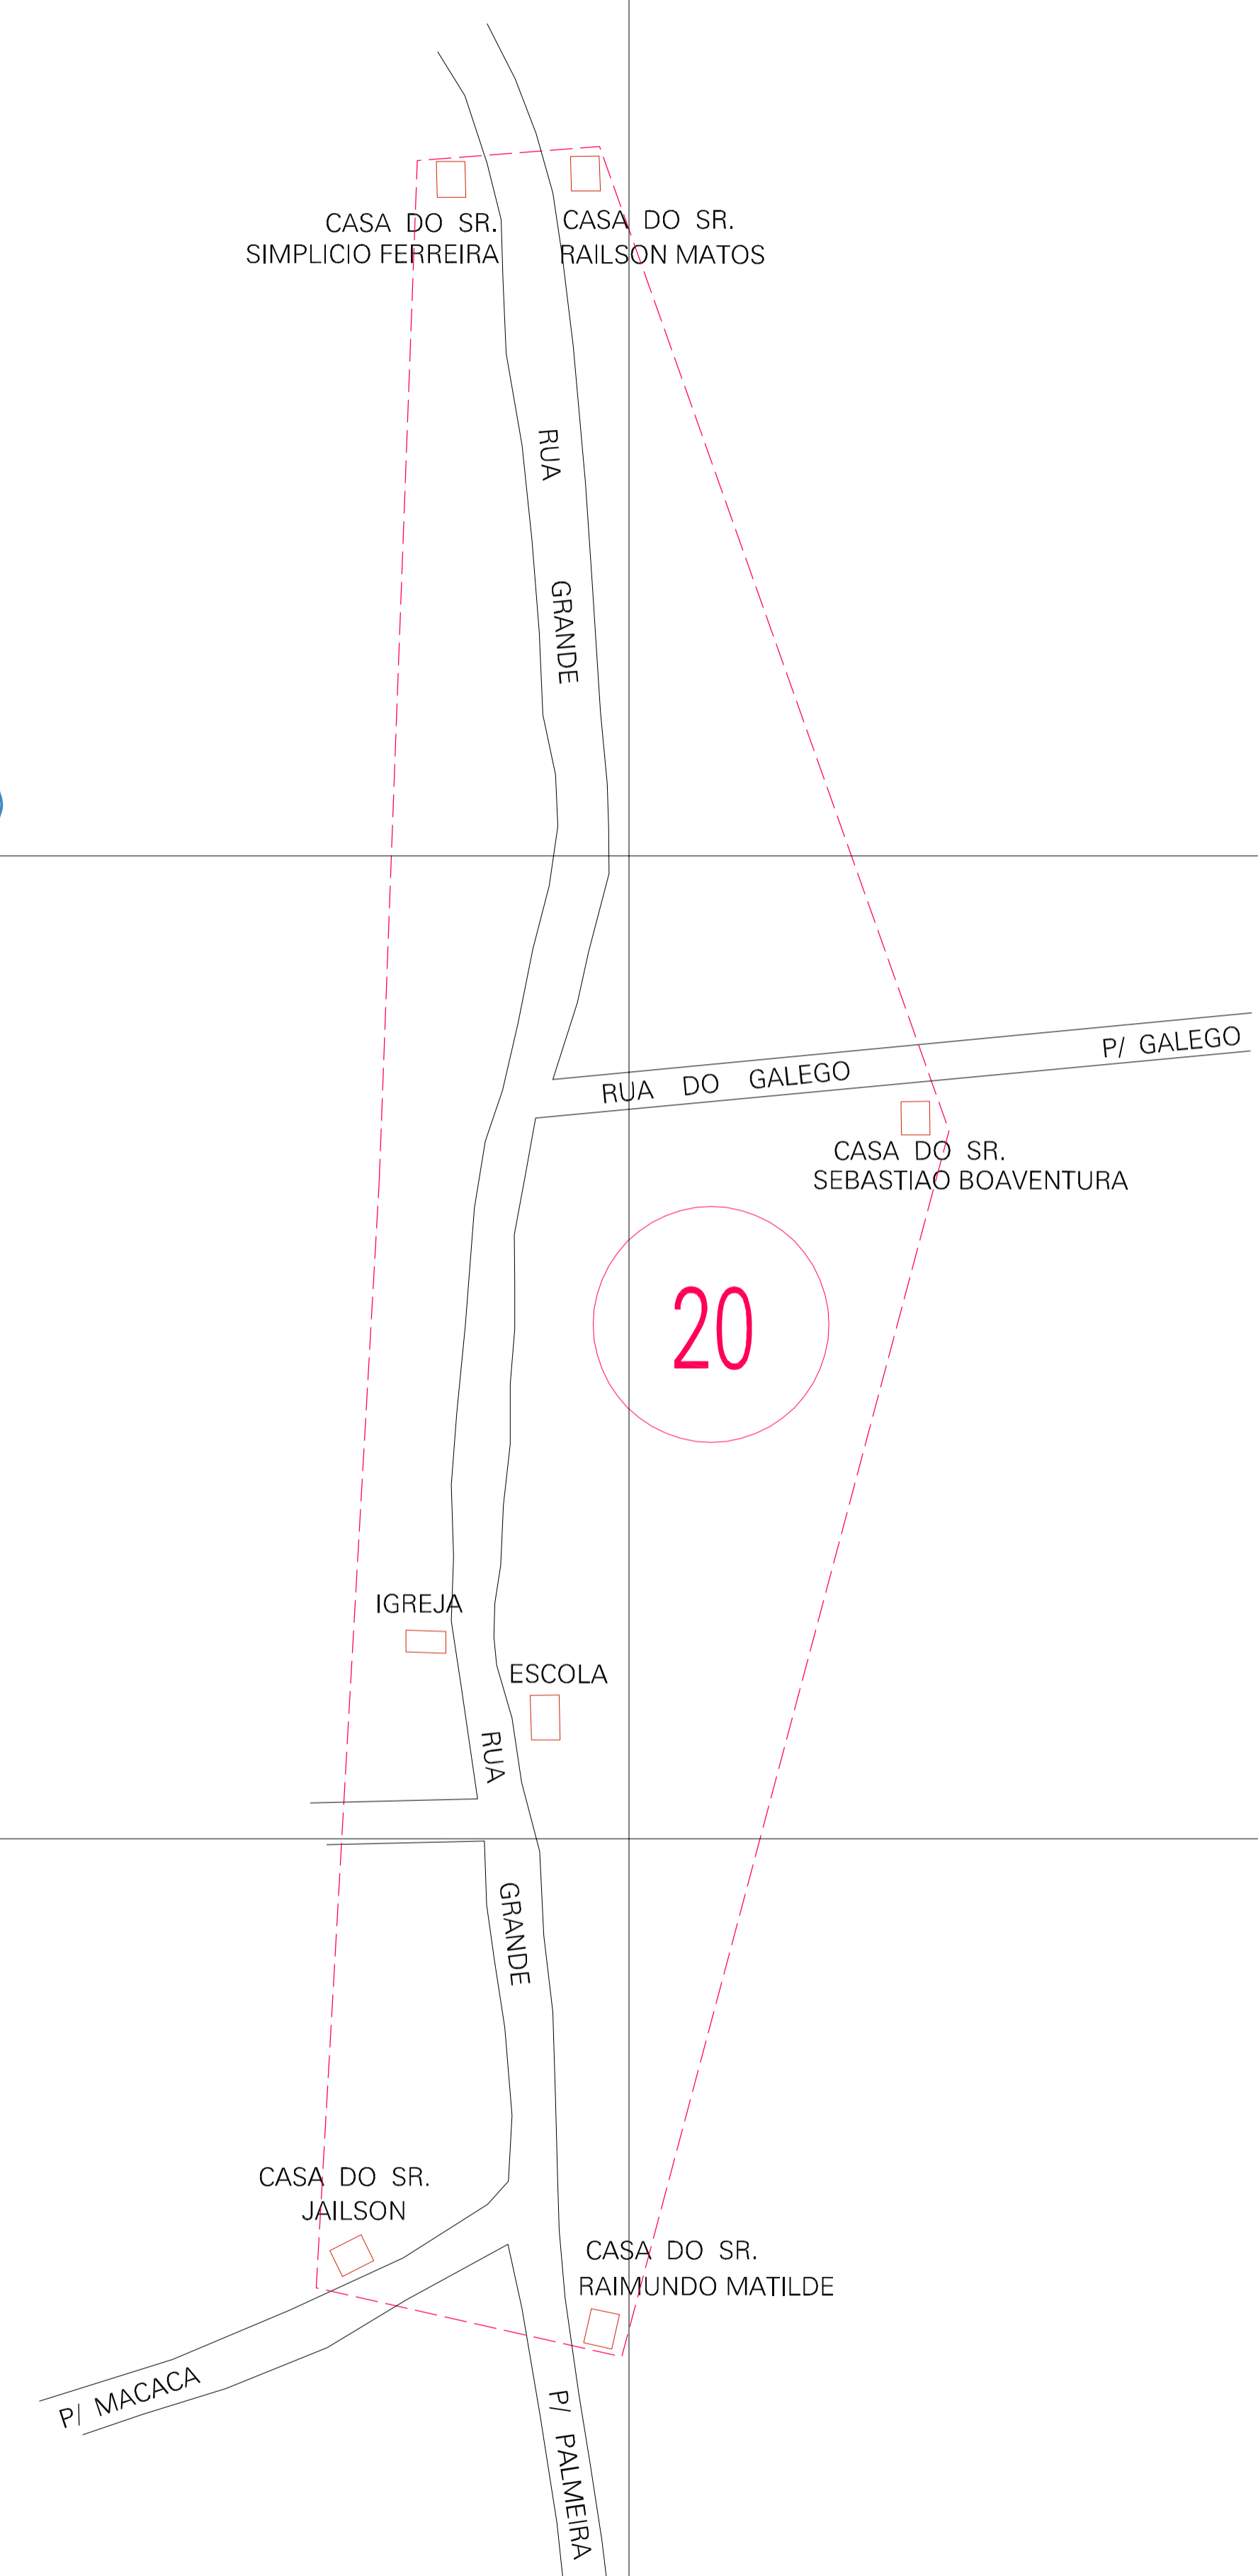 CASA DO SR.
SIMPLICIO FERREIRA
CASA DO SR.
RAILSON MATOS
RUA
GRANDE
RUA DO GALEGO
P/ GALEGO
CASA DO SR.
SEBASTIAO BOAVENTURA
20
IGREJA
ESCOLA
RUA
GRANDE
CASA DO SR.
JAILSON
CASA DO SR.
RAIMUNDO MATILDE
P/ MACACA
P/ PALMEIRA